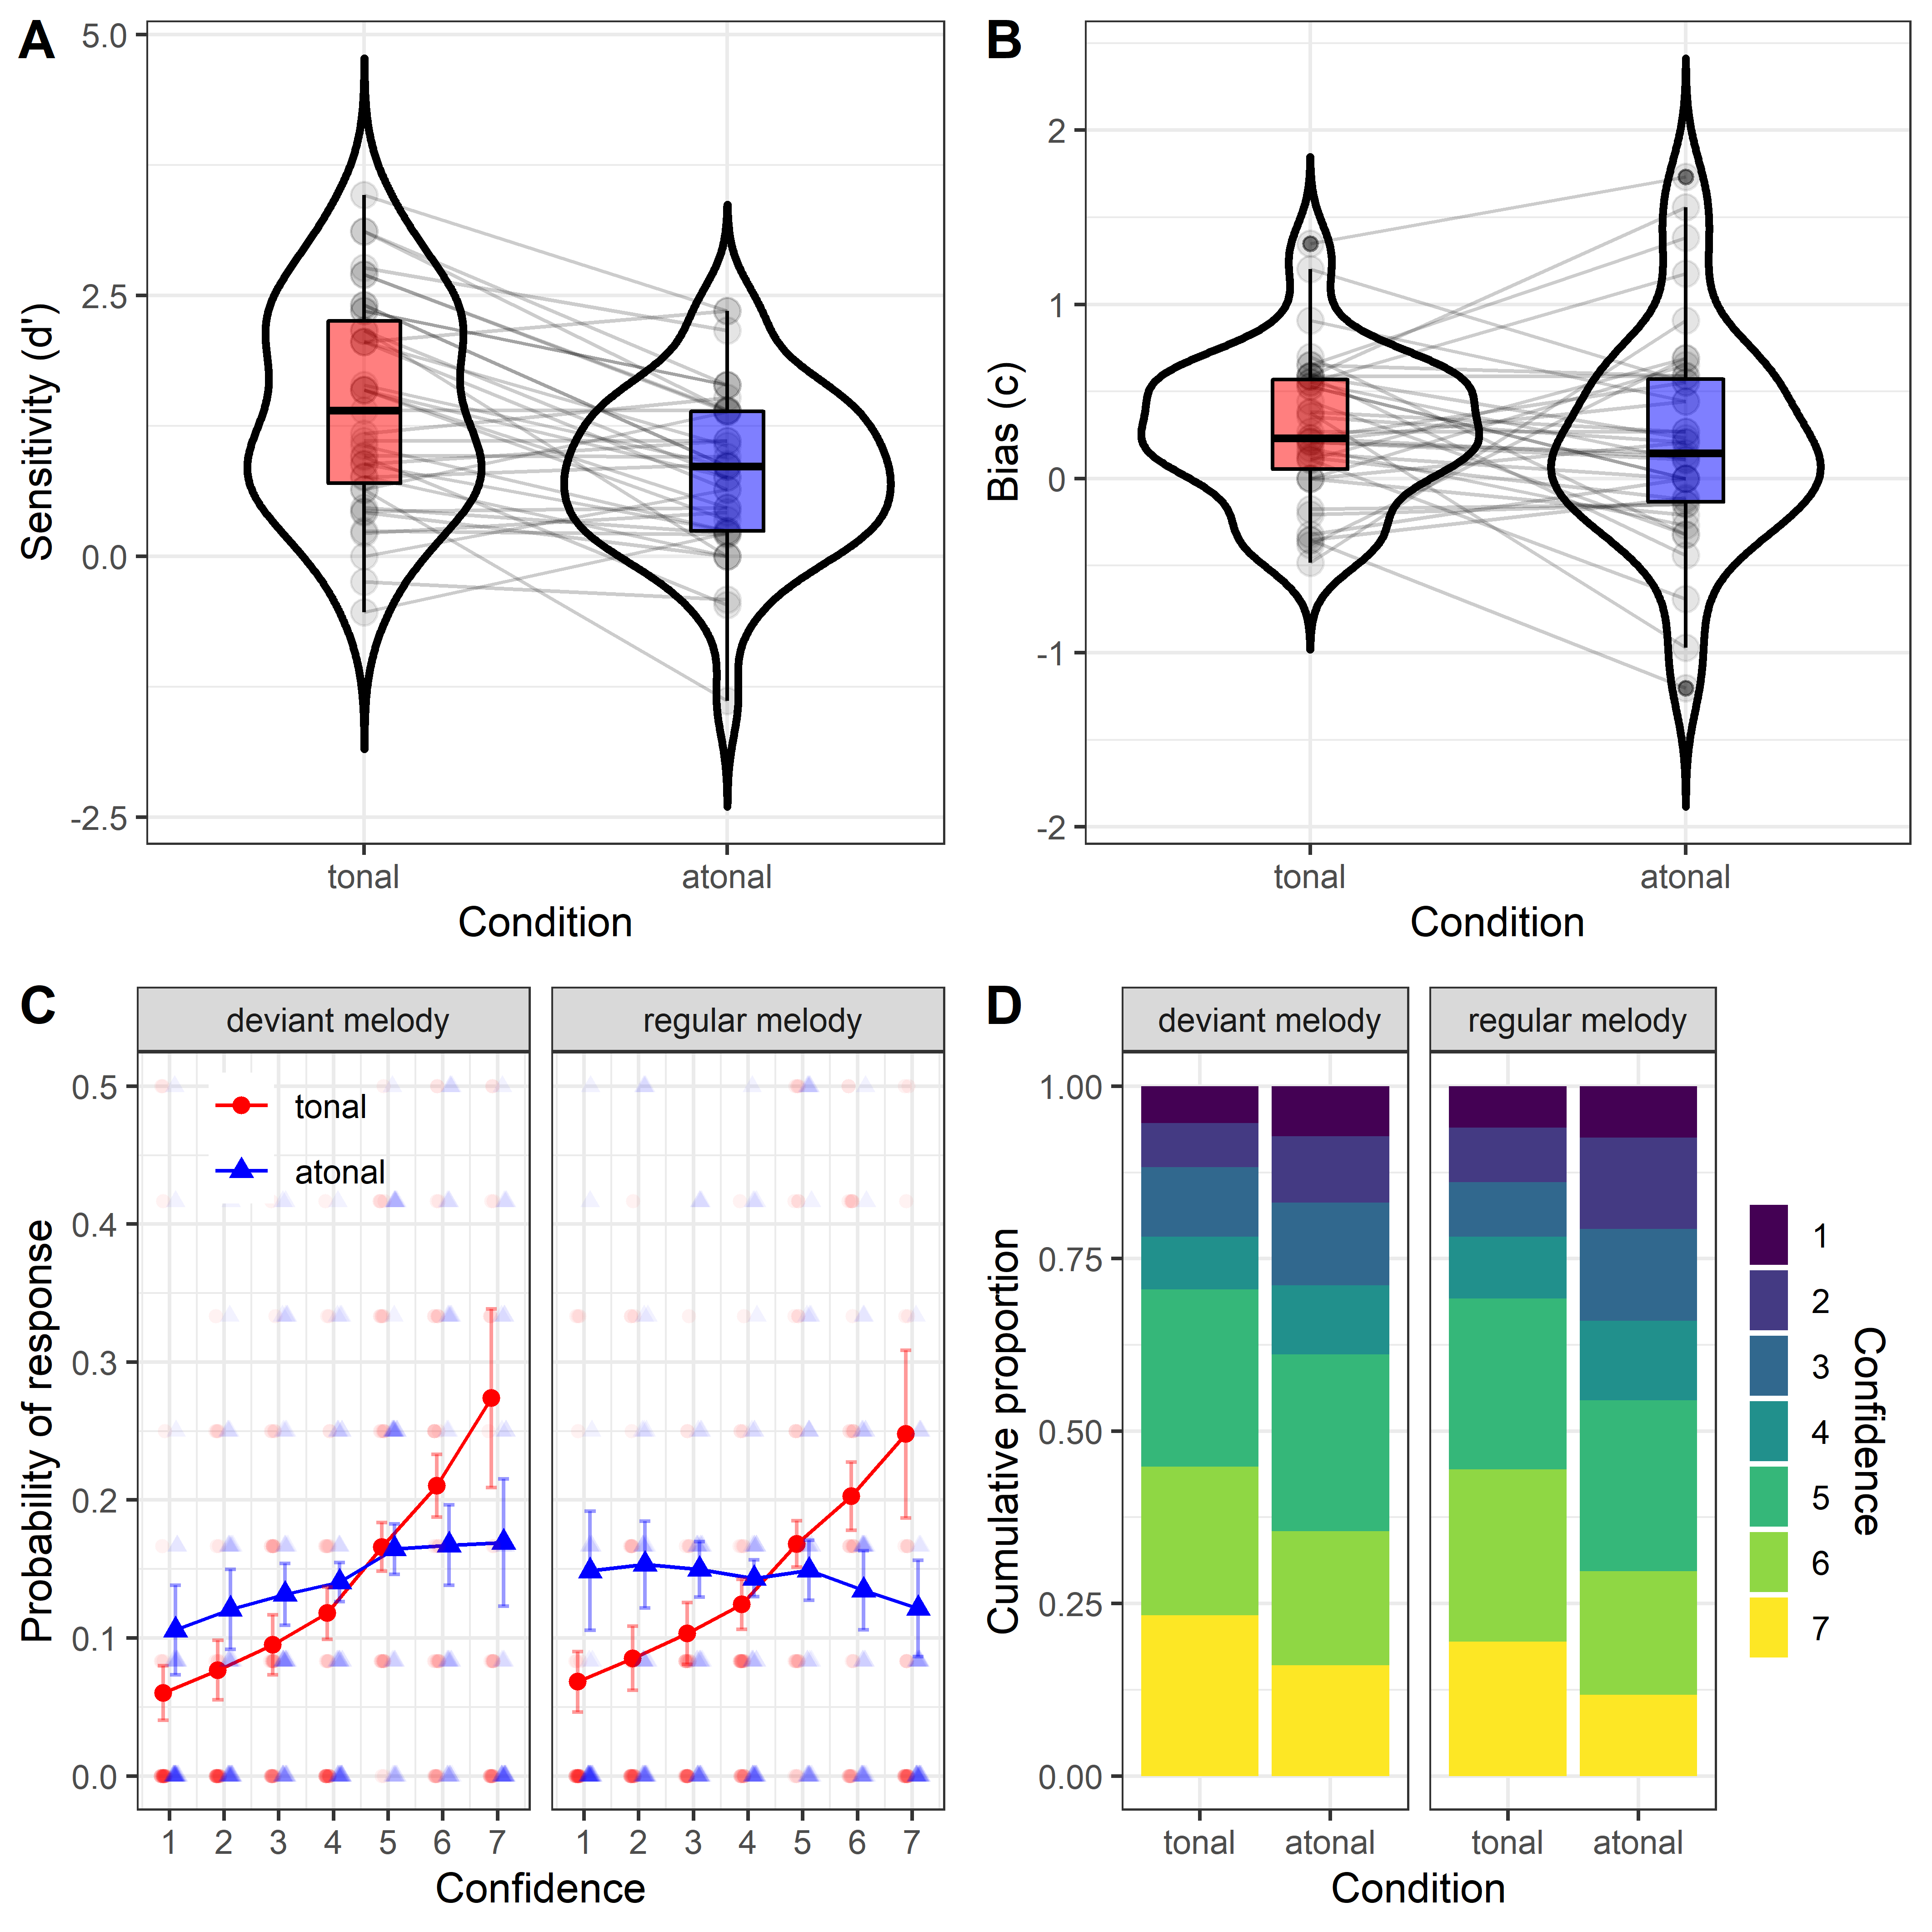 A
Sensitivity (d')
5.0
2.5
0.0
-2.5
tonal
atonal
Condition
B
Bias (c)
2
1
0
-1
-2
tonal
atonal
Condition
C
deviant melody
regular melody
Probability of response
0.5
0.4
0.3
0.2
0.1
0.0
tonal
atonal
1 2 3 4 5 6 7
1 2 3 4 5 6 7
Confidence
D
deviant melody
regular melody
Cumulative proportion
1.00
0.75
0.50
0.25
0.00
tonal atonal
tonal atonal
Condition
1
2
3
4
5
6
7
Confidence